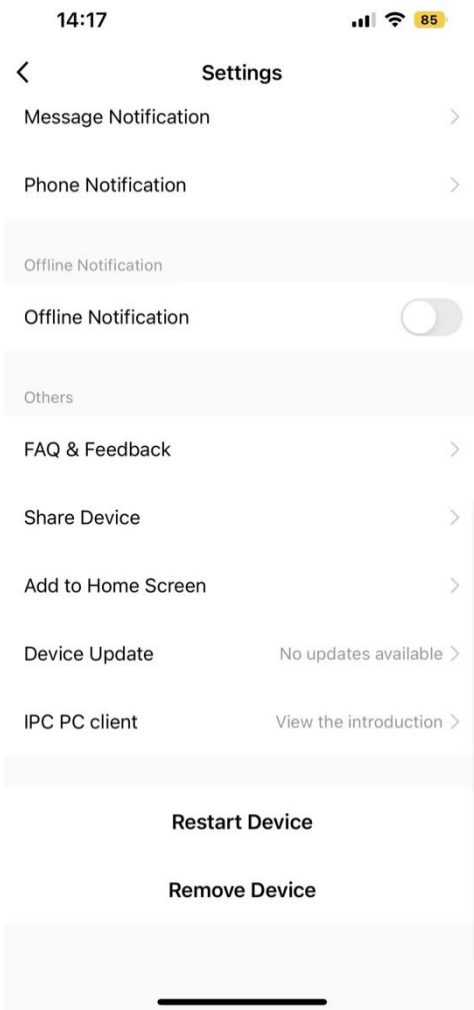 14:17
85
Settings
Message Notification
Phone Notification
Offline Notification
Offline Notification
Others
FAQ & Feedback
Share Device
Add to Home Screen
Device Update No updates available
IPC PC client View the introduction
Restart Device
Remove Device